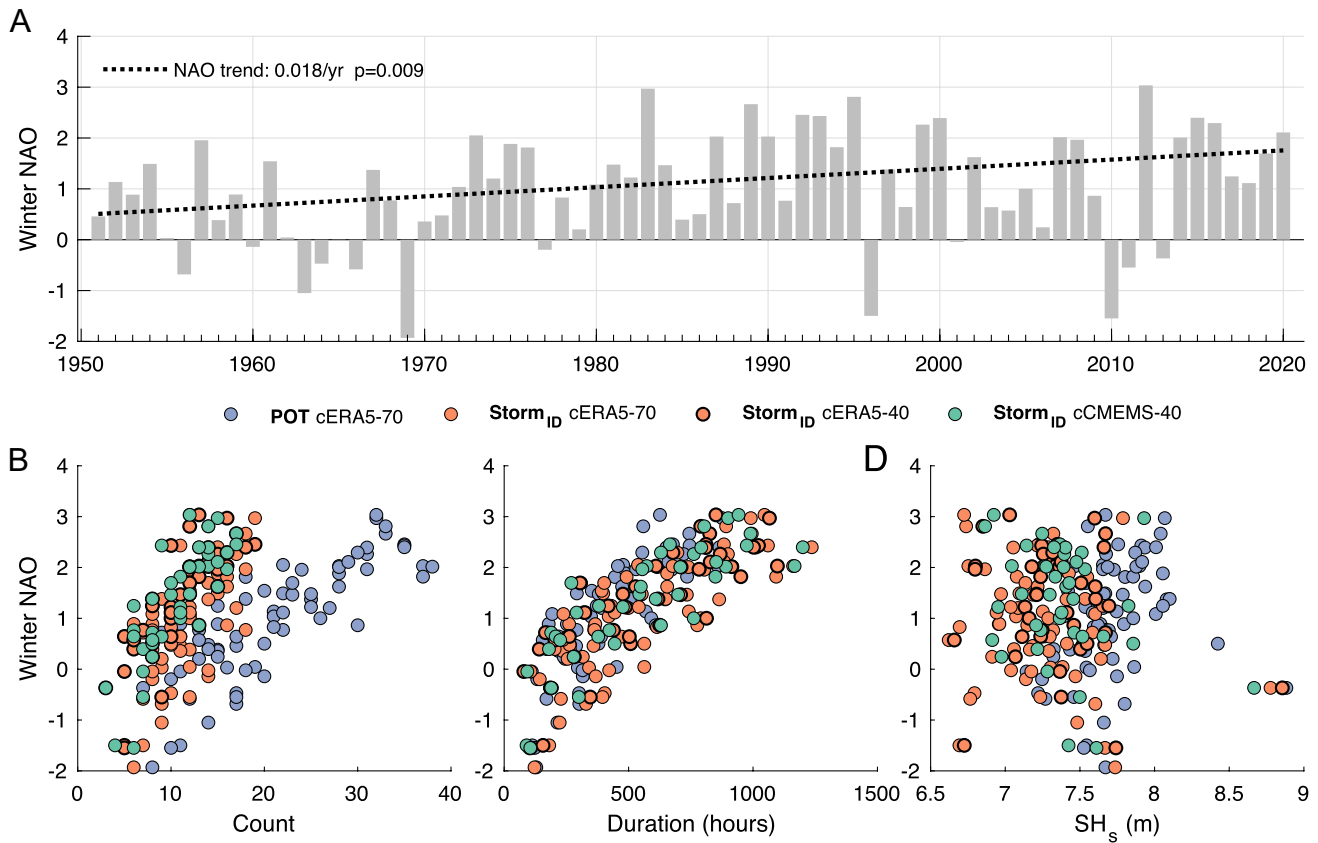 A
4
3
2
1
0
-1
-2
Winter NAO
NAO trend: 0.018/yr p=0.009
1950 1960 1970 1980 1990 2000 2010 2020
POT cERA5-70 Storm_ID cERA5-70 Storm_ID cERA5-40 Storm_ID cCMEMS-40
B
4
3
2
1
0
-1
-2
Winter NAO
0 10 20 30 40
Count
4
3
2
1
0
-1
-2
0 500 1000 1500
Duration (hours)
D
4
3
2
1
0
-1
-2
6.5 7 7.5 8 8.5 9
SH_s (m)